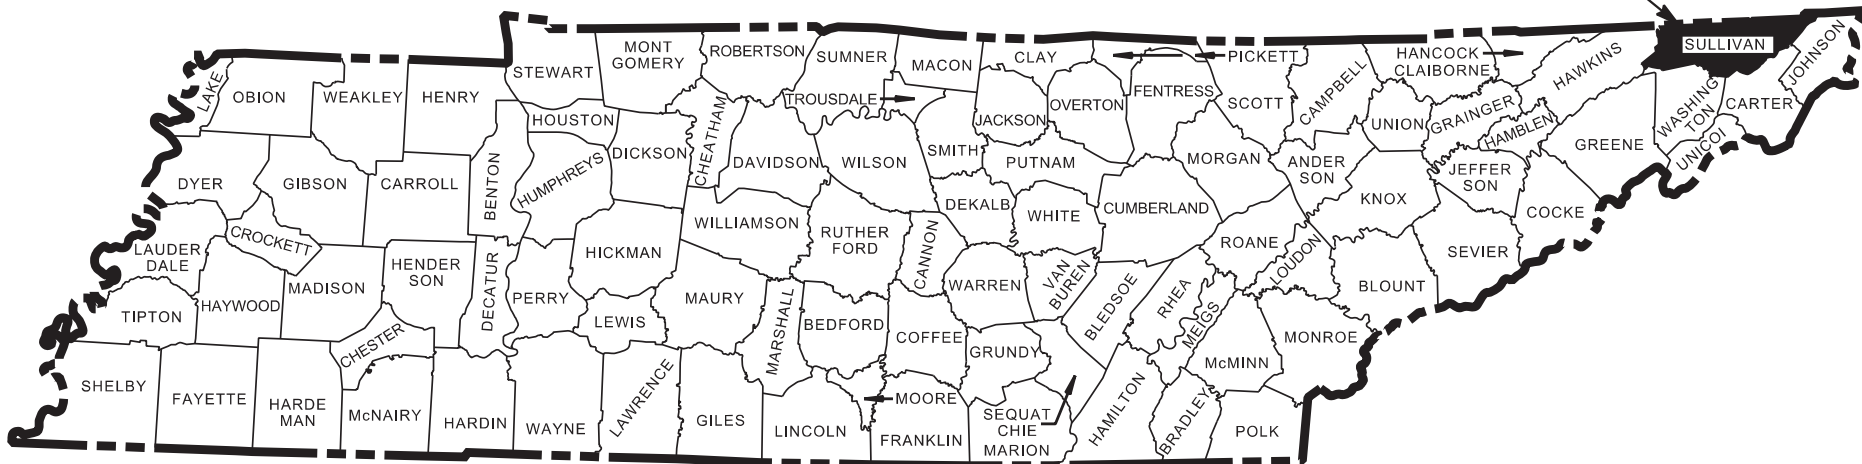 SULLIVAN
JOHNSON
MONT
GOMERY
ROBERTSON
SUMNER
MACON
CLAY
PICKETT
HANCOCK
CLAIBORNE
HAWKINS
STEWART
LAKE
OBION
WEAKLEY
HENRY
HOUSTON
CHEATHAM
TROUSDALE
JACKSON
OVERTON
FENTRESS
SCOTT
CAMPBELL
UNION
GRAINGER
HAMBLEN
WASHING
TON
CARTER
UNICOI
GREENE
DYER
GIBSON
CARROLL
BENTON
HUMPHREYS
DICKSON
DAVIDSON
WILSON
SMITH
PUTNAM
MORGAN
ANDER
SON
KNOX
JEFFER
SON
COCKE
LAUDER
DALE
CROCKETT
HENDER
SON
DECATUR
HICKMAN
WILLIAMSON
RUTHER
FORD
CANNON
DEKALB
WHITE
CUMBERLAND
ROANE
LOUDON
SEVIER
BLOUNT
TIPTON
HAYWOOD
MADISON
CHESTER
PERRY
LEWIS
MAURY
MARSHALL
BEDFORD
COFFEE
WARREN
VAN
BUREN
BLEDSOE
RHEA
MEIGS
McMINN
MONROE
GRUNDY
SHELBY
FAYETTE
HARDE
MAN
McNAIRY
HARDIN
WAYNE
LAWRENCE
GILES
LINCOLN
MOORE
FRANKLIN
SEQUAT
CHIE
MARION
HAMILTON
BRADLEY
POLK